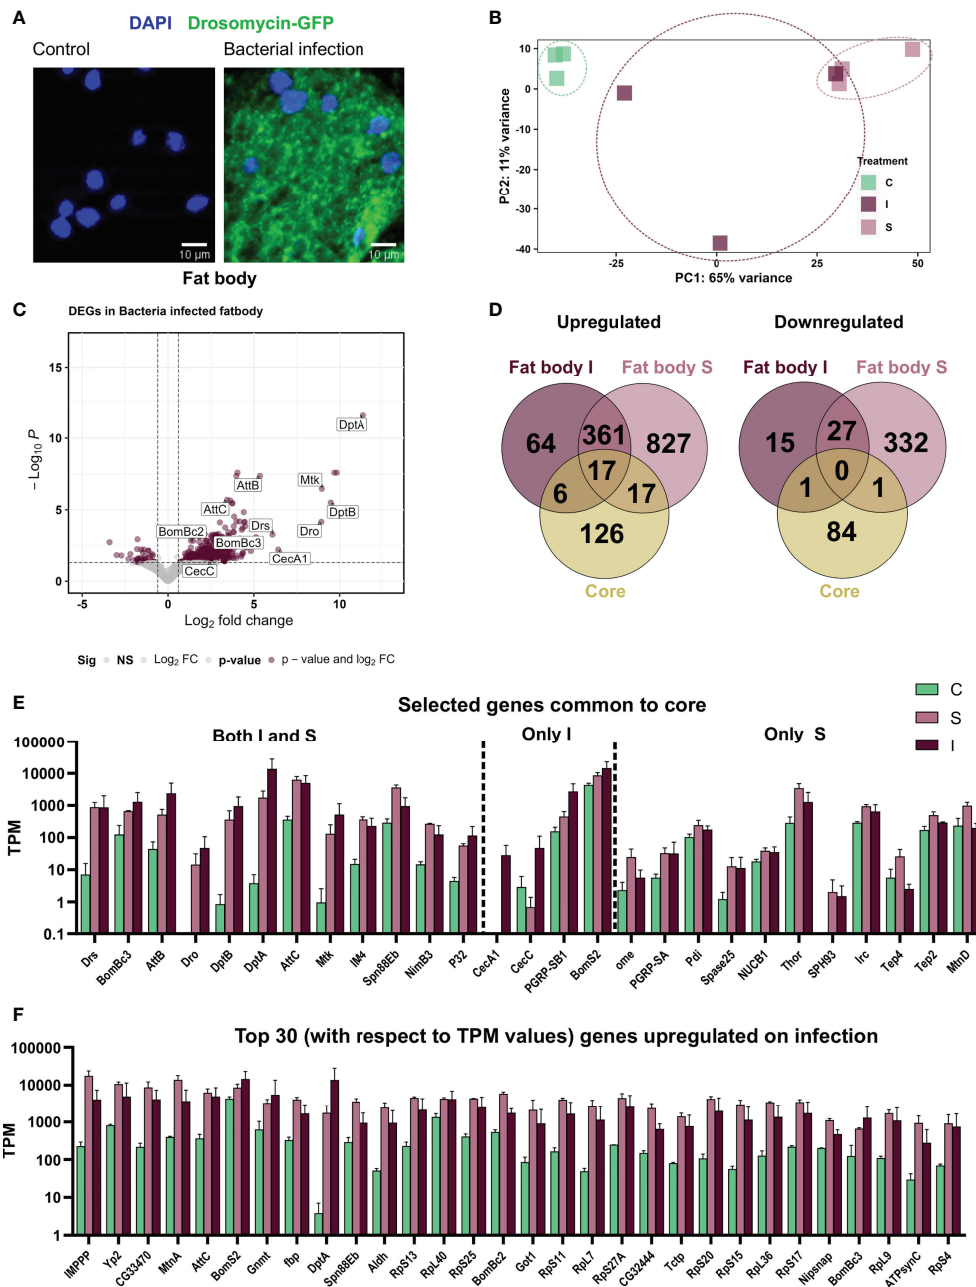 A
DAPI Drosomycin-GFP
Control
Bacterial infection
10 µm
10 µm
Fat body
B
10
0
-10
-20
-30
-40
PC2: 11% variance
-25
0
25
50
PC1: 65% variance
Treatment
C
I
S
C
DEGs in Bacteria infected fatbody
15
10
5
0
– Log10 P
DptA
AttB
Mtk
AttC
DptB
Drs
Dro
BomBc2
BomBc3
CecA1
CecC
-5
0
5
10
Log2 fold change
Sig NS Log2 FC p-value p – value and log2 FC
D
Upregulated
Downregulated
Fat body I
Fat body S
Fat body I
Fat body S
64
361
827
17
6
17
126
Core
15
27
332
0
1
1
84
Core
E
Selected genes common to core
C
S
I
Both I and S
Only I
Only S
100000
10000
1000
100
10
1
0.1
TPM
Drs
BomBc3
AttB
Dro
DptB
DptA
AttC
Mtk
IM4
Spn88Eb
NimB3
P32
CecA1
CecC
PGRP-SB1
BomS2
ome
PGRP-SA
Pdi
Spase25
NUCB1
Thor
SPH93
Irc
Tep4
Tep2
MtnD
F
Top 30 (with respect to TPM values) genes upregulated on infection
100000
10000
1000
100
10
1
TPM
IMPPP
Yp2
CG33470
MtnA
AttC
BomS2
Gnmt
fbp
DptA
Spn88Eb
Aldh
RpS13
RpL40
RpS25
BomBc2
Got1
RpS11
RpL7
RpS27A
CG32444
Tctp
RpS20
RpS15
RpL36
RpS17
Nipsnap
BomBc3
RpL9
ATPsynC
RpS4